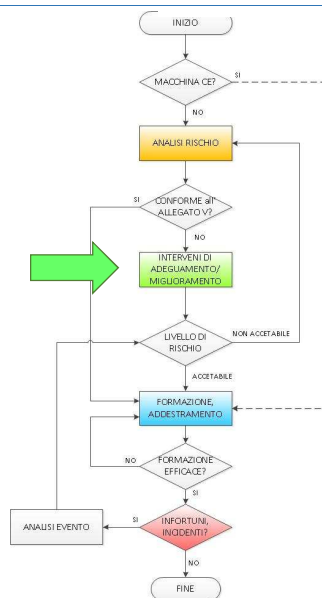 INIZIO
MACCHINA CE?
SI
NO
ANALISI RISCHIO
SI
CONFORME all'
ALLEGATO V?
NO
INTERVENI DI
ADEGUAMENTO/
MIGLIORAMENTO
LIVELLO DI
RISCHIO
NON ACCETABILE
ACCETABILE
FORMAZIONE,
ADDESTRAMENTO
FORMAZIONE
EFFICACE?
NO
SI
ANALISI EVENTO
SI
INFORTUNI,
INCIDENTI?
NO
FINE